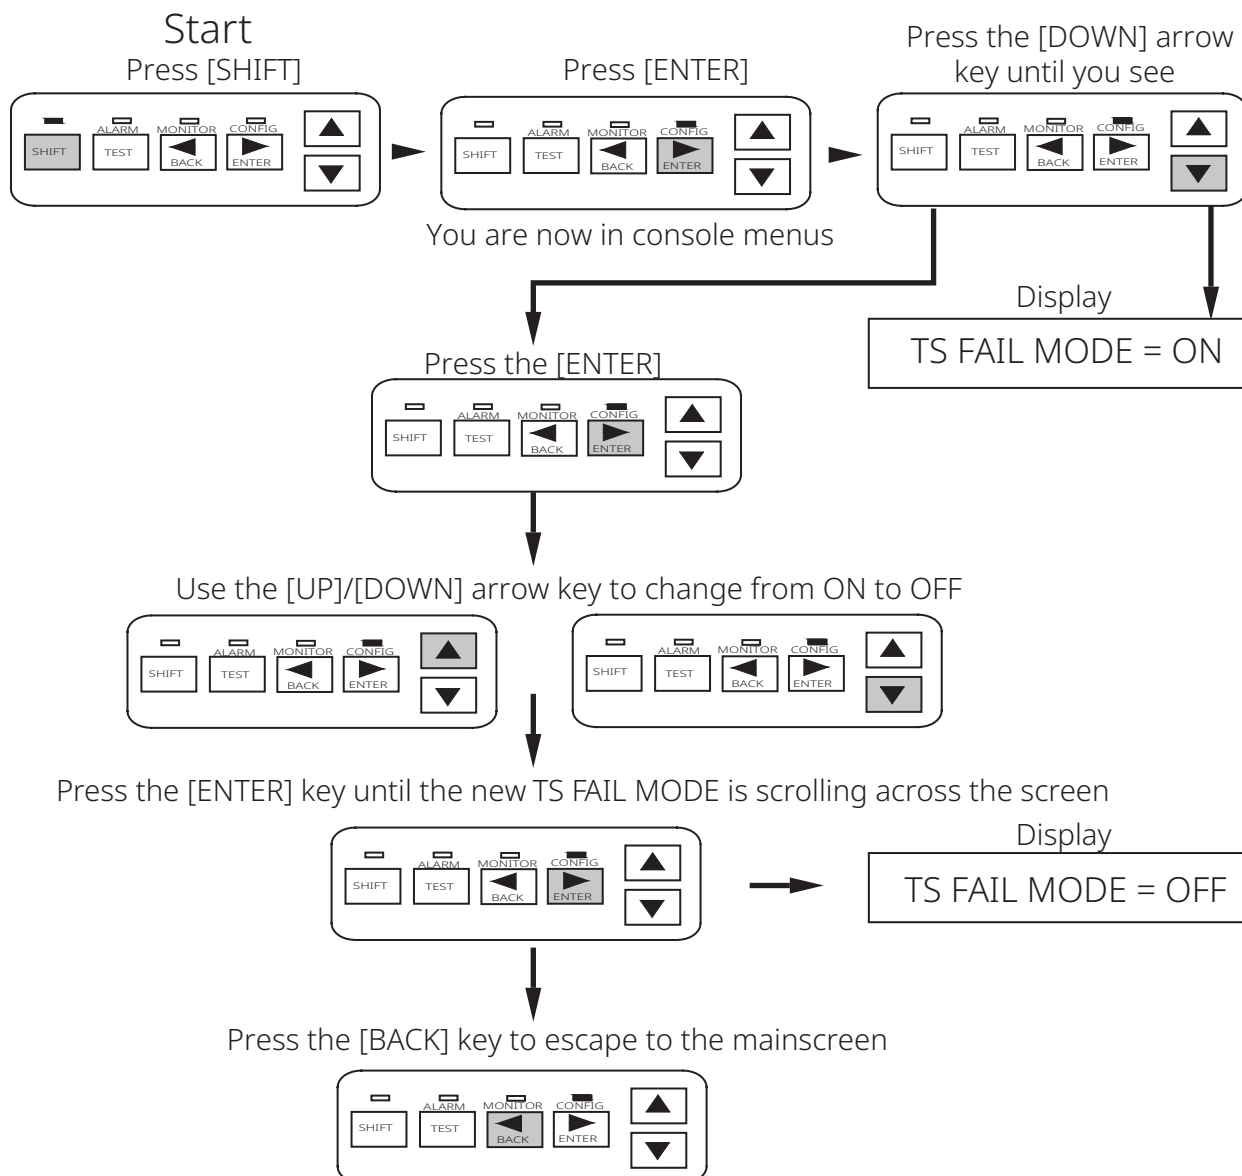 Start
Press [SHIFT]
ALARM MONITOR CONFIG
SHIFT TEST BACK ENTER
Press [ENTER]
ALARM MONITOR CONFIG
SHIFT TEST BACK ENTER
You are now in console menus
Press the [DOWN] arrow
key until you see
ALARM MONITOR CONFIG
SHIFT TEST BACK ENTER
Display
TS FAIL MODE = ON
Press the [ENTER]
ALARM MONITOR CONFIG
SHIFT TEST BACK ENTER
Use the [UP]/[DOWN] arrow key to change from ON to OFF
ALARM MONITOR CONFIG
SHIFT TEST BACK ENTER
ALARM MONITOR CONFIG
SHIFT TEST BACK ENTER
Press the [ENTER] key until the new TS FAIL MODE is scrolling across the screen
ALARM MONITOR CONFIG
SHIFT TEST BACK ENTER
Display
TS FAIL MODE = OFF
Press the [BACK] key to escape to the mainscreen
ALARM MONITOR CONFIG
SHIFT TEST BACK ENTER